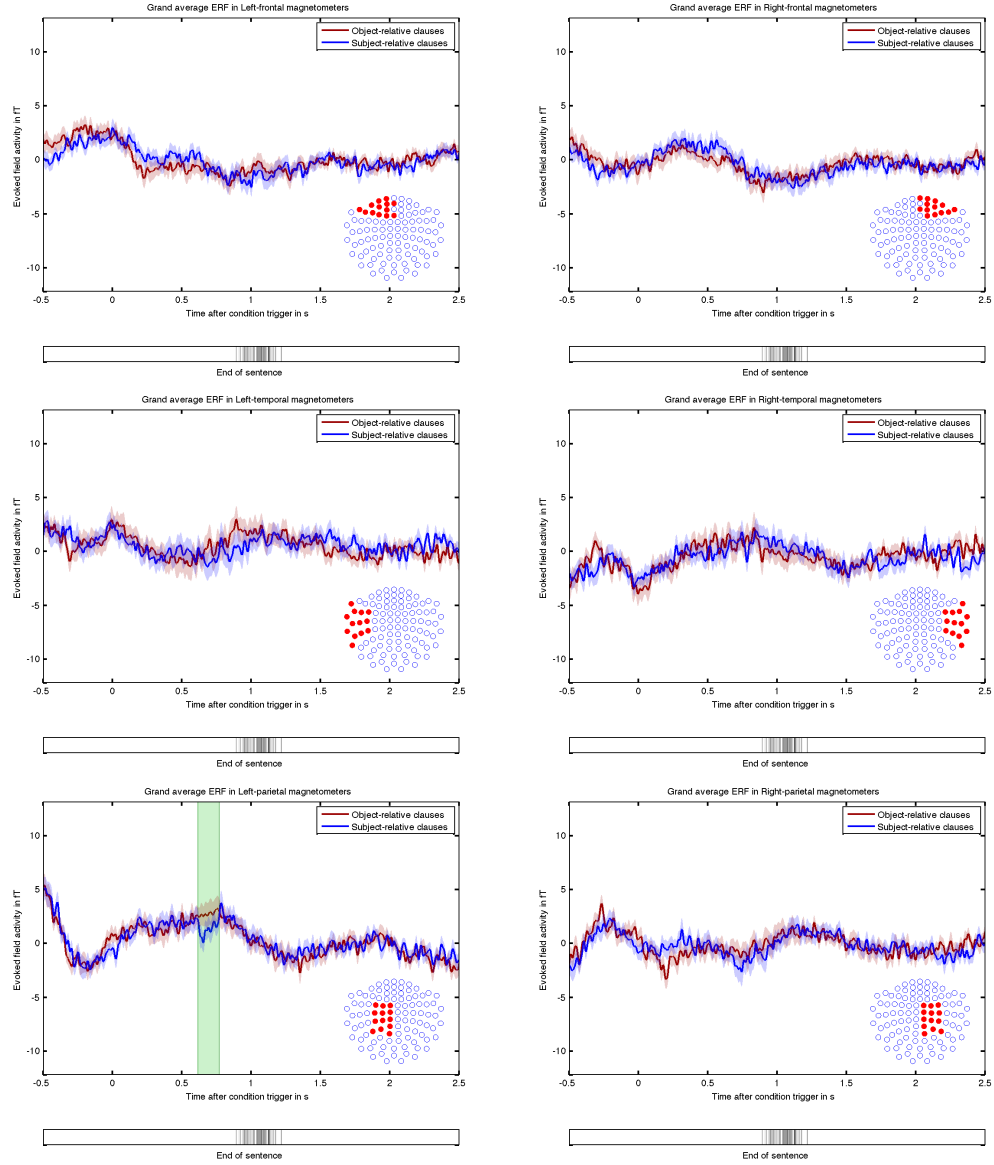 Grand average ERF in Left-frontal magnetometers
Object-relative clauses
Subject-relative clauses
Evoked field activity in fT
10
5
0
-5
-10
-0.5 0 0.5 1 1.5 2 2.5
Time after condition trigger in s
End of sentence
Grand average ERF in Right-frontal magnetometers
Object-relative clauses
Subject-relative clauses
Evoked field activity in fT
10
5
0
-5
-10
-0.5 0 0.5 1 1.5 2 2.5
Time after condition trigger in s
End of sentence
Grand average ERF in Left-temporal magnetometers
Object-relative clauses
Subject-relative clauses
Evoked field activity in fT
10
5
0
-5
-10
-0.5 0 0.5 1 1.5 2 2.5
Time after condition trigger in s
End of sentence
Grand average ERF in Right-temporal magnetometers
Object-relative clauses
Subject-relative clauses
Evoked field activity in fT
10
5
0
-5
-10
-0.5 0 0.5 1 1.5 2 2.5
Time after condition trigger in s
End of sentence
Grand average ERF in Left-parietal magnetometers
Object-relative clauses
Subject-relative clauses
Evoked field activity in fT
10
5
0
-5
-10
-0.5 0 0.5 1 1.5 2 2.5
Time after condition trigger in s
End of sentence
Grand average ERF in Right-parietal magnetometers
Object-relative clauses
Subject-relative clauses
Evoked field activity in fT
10
5
0
-5
-10
-0.5 0 0.5 1 1.5 2 2.5
Time after condition trigger in s
End of sentence